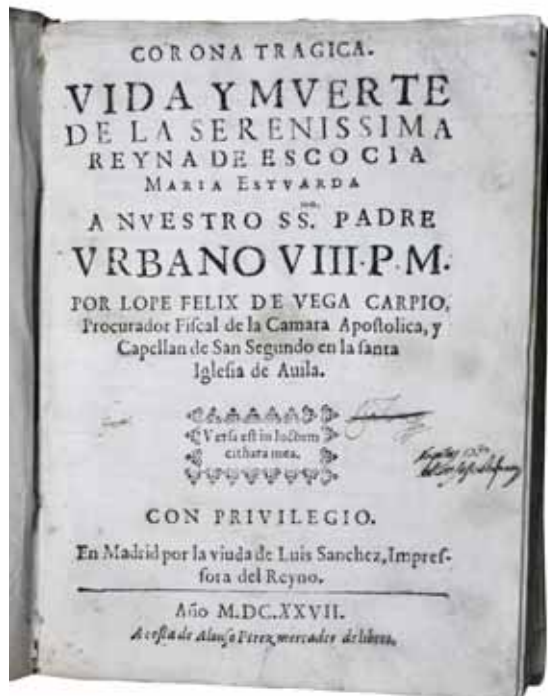 CORONA TRAGICA.
VIDA Y MVERTE
DE LA SERENISSIMA
REYNA DE ESCOCIA
MARIA ESTVARDA
A NVESTRO SS.mo. PADRE
VRBANO VIII·P·M.
POR LOPE FELIX DE VEGA CARPIO,
Procurador Fiſcal de la Camara Apoſtolica, y
Capellan de San Segundo en la ſanta
Igleſia de Auila.
Verſa eſt in luctum
cithara mea.
CON PRIVILEGIO.
En Madrid por la viuda de Luis Sanchez, Impreſ-
ſora del Reyno.
Año M.DC.XXVII.
A coſta de Alonſo Perez mercader de libros.